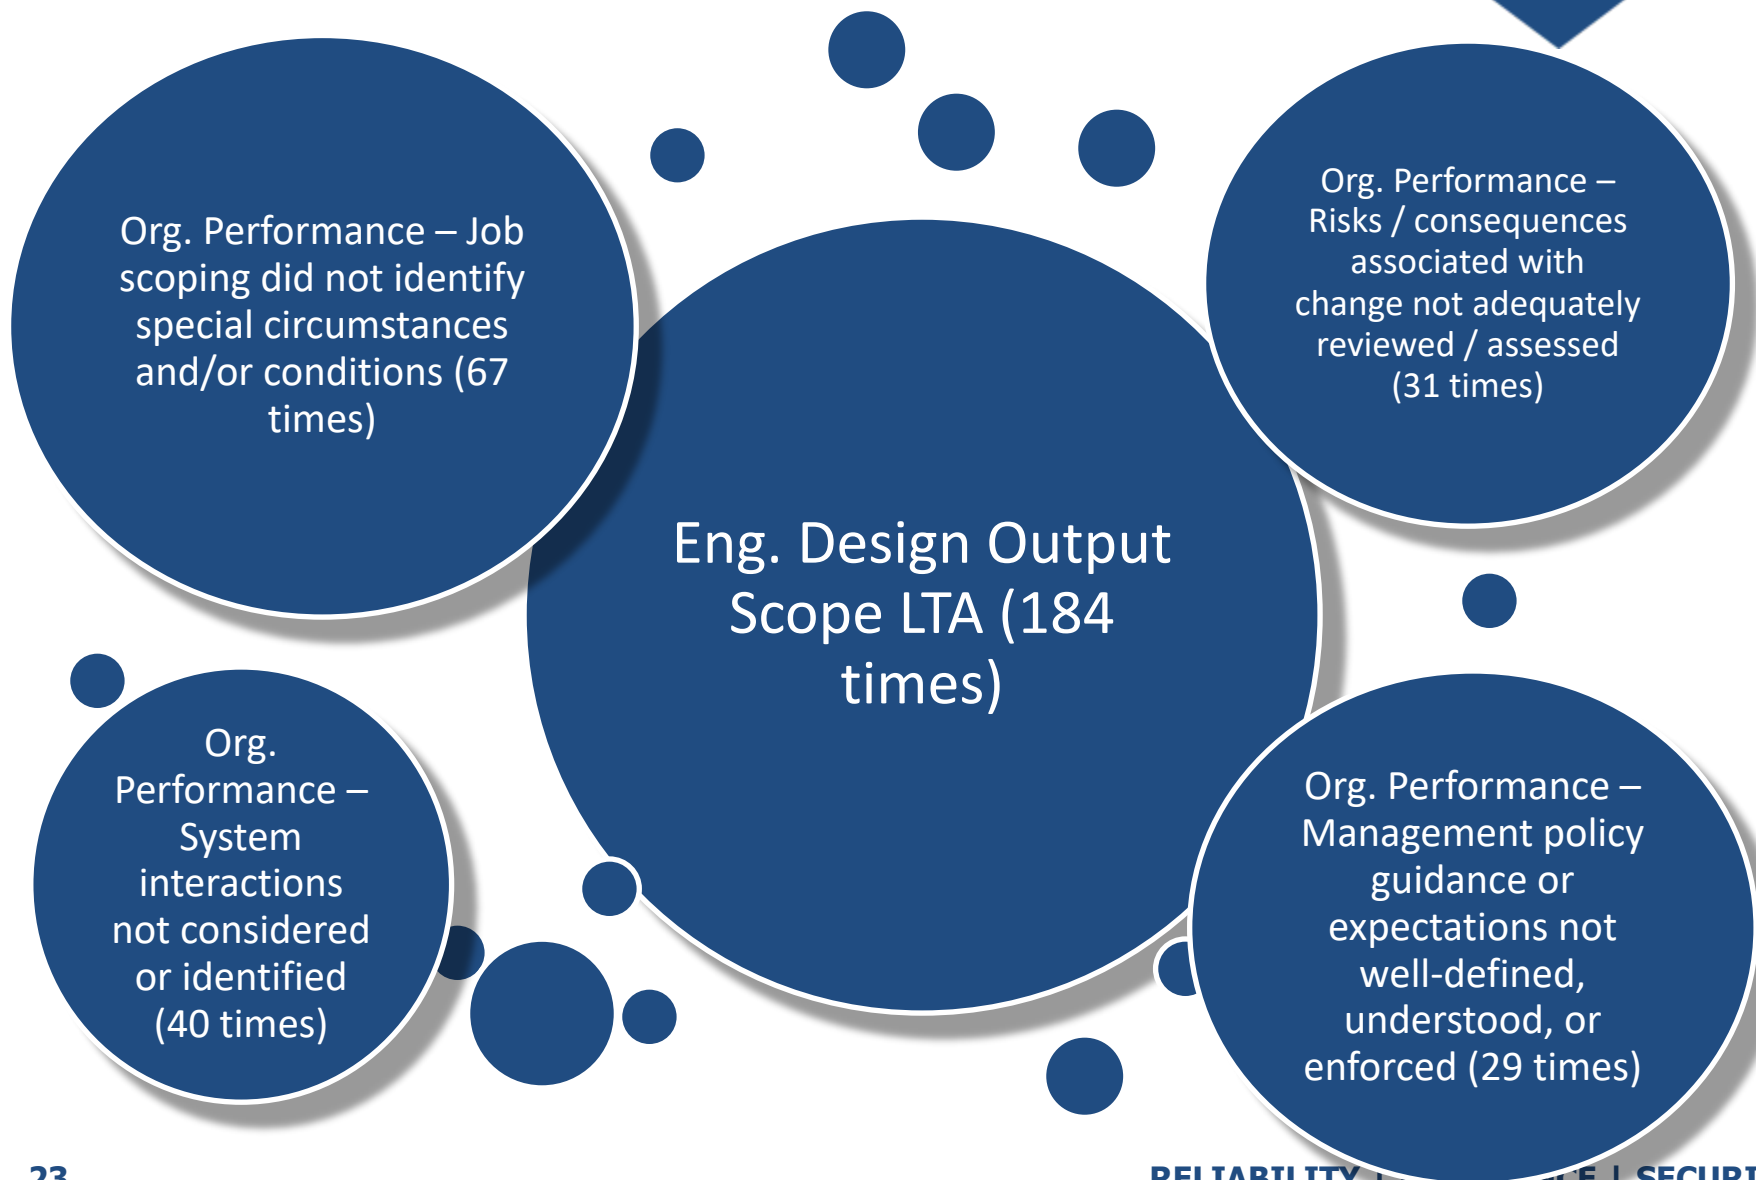 Org. Performance – Job
scoping did not identify
special circumstances
and/or conditions (67
times)
Org. Performance –
Risks / consequences
associated with
change not adequately
reviewed / assessed
(31 times)
Eng. Design Output
Scope LTA (184
times)
Org.
Performance –
System
interactions
not considered
or identified
(40 times)
Org. Performance –
Management policy
guidance or
expectations not
well-defined,
understood, or
enforced (29 times)
23
RELIABILITY |